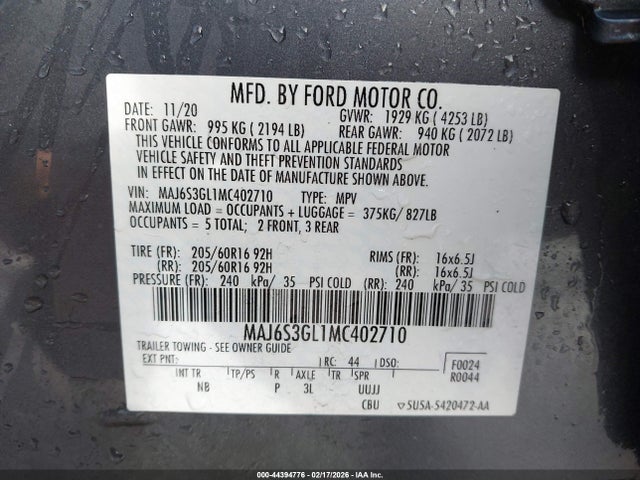 MFD. BY FORD MOTOR CO.
DATE: 11/20 GVWR: 1929 KG ( 4253 LB)
FRONT GAWR: 995 KG ( 2194 LB) REAR GAWR: 940 KG ( 2072 LB)
THIS VEHICLE CONFORMS TO ALL APPLICABLE FEDERAL MOTOR
VEHICLE SAFETY AND THEFT PREVENTION STANDARDS
IN EFFECT ON THE DATE OF MANUFACTURE SHOWN ABOVE.
VIN: MAJ6S3GL1MC402710 TYPE: MPV
MAXIMUM LOAD = OCCUPANTS + LUGGAGE = 375KG/ 827LB
OCCUPANTS = 5 TOTAL; 2 FRONT, 3 REAR
TIRE (FR): 205/60R16 92H RIMS (FR): 16x6.5J
(RR): 205/60R16 92H (RR): 16x6.5J
PRESSURE (FR): 240 kPa/ 35 PSI COLD (RR): 240 kPa/ 35 PSI COLD
MAJ6S3GL1MC402710
TRAILER TOWING - SEE OWNER GUIDE
EXT PNT: RC: 44 DSO: F0024
INT TR TP/PS R AXLE TR SPR R0044
NB P 3L UUJJ
CBU ▽5U5A-5420472-AA
000-44394776 - 02/17/2026 - IAA Inc.